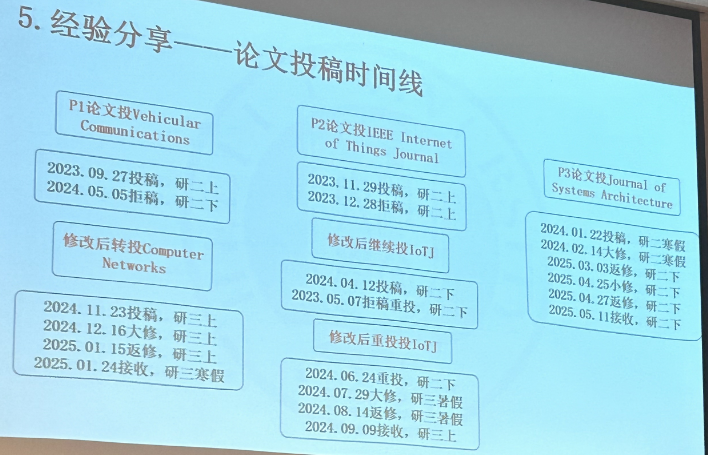 5.经验分享——论文投稿时间线
P1论文投Vehicular
Communications
2023.09.27投稿，研二上
2024.05.05拒稿，研二下
修改后转投Computer
Networks
2024.11.23投稿，研三上
2024.12.16大修，研三上
2025.01.15返修，研三上
2025.01.24接收，研三寒假
P2论文投IEEE Internet
of Things Journal
2023.11.29投稿，研二上
2023.12.28拒稿，研二上
修改后继续投IoTJ
2024.04.12投稿，研二下
2023.05.07拒稿重投，研二下
修改后重投投IoTJ
2024.06.24重投，研二下
2024.07.29大修，研三暑假
2024.08.14返修，研三暑假
2024.09.09接收，研三上
P3论文投Journal of
Systems Architecture
2024.01.22投稿，研二寒假
2024.02.14大修，研二寒假
2025.03.03返修，研二下
2025.04.25小修，研二下
2025.04.27返修，研二下
2025.05.11接收，研二下